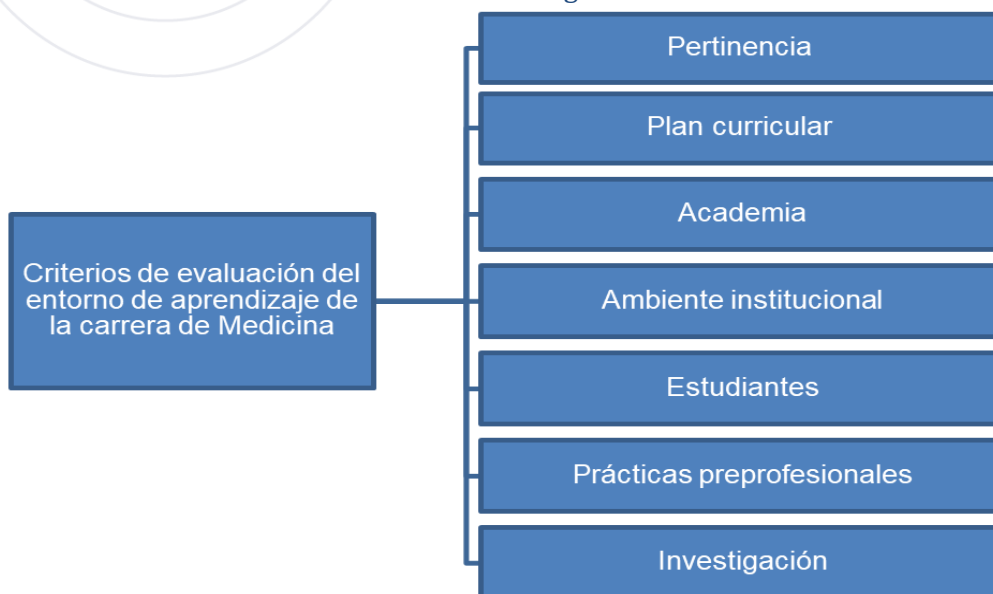 Pertinencia
Plan curricular
Academia
Criterios de evaluación del
entorno de aprendizaje de
la carrera de Medicina
Ambiente institucional
Estudiantes
Prácticas preprofesionales
Investigación